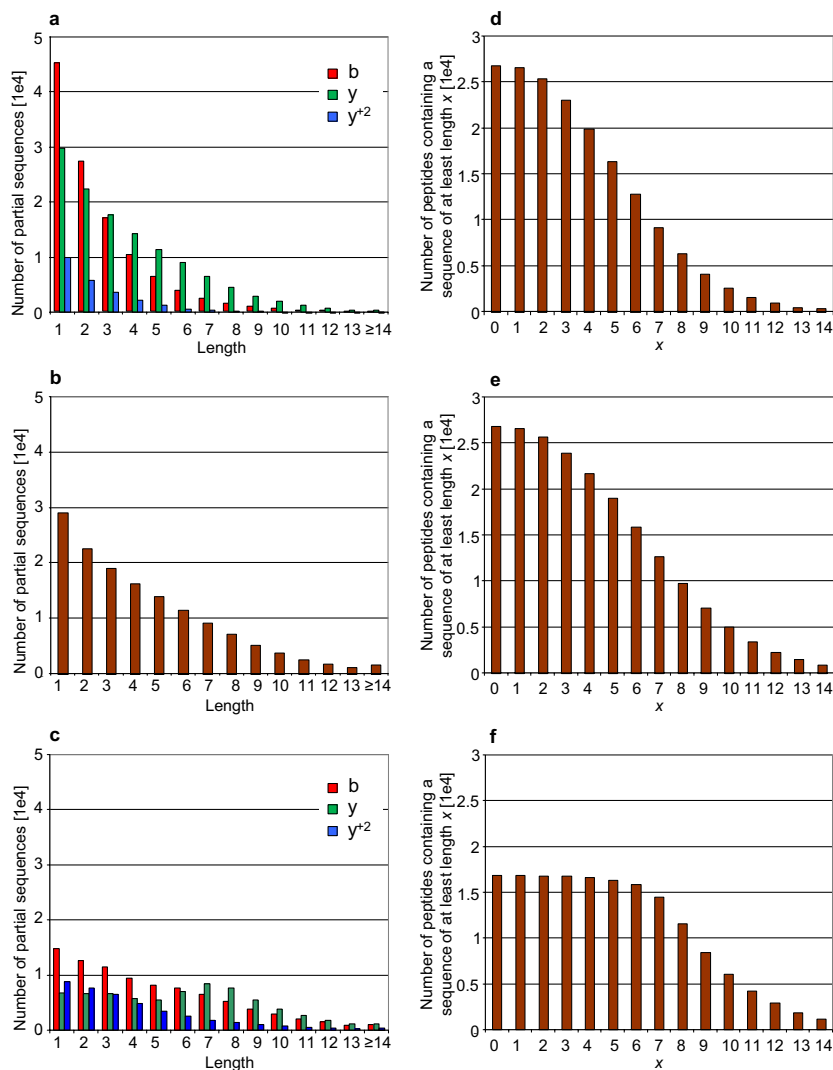 a
Number of partial sequences [1e4]
5
4
3
2
1
0
b
y
y+2
1 2 3 4 5 6 7 8 9 10 11 12 13 ≥14
Length
b
Number of partial sequences [1e4]
5
4
3
2
1
0
1 2 3 4 5 6 7 8 9 10 11 12 13 ≥14
Length
c
Number of partial sequences [1e4]
5
4
3
2
1
0
b
y
y+2
1 2 3 4 5 6 7 8 9 10 11 12 13 ≥14
Length
d
Number of peptides containing a
sequence of at least length x [1e4]
3
2.5
2
1.5
1
0.5
0
0 1 2 3 4 5 6 7 8 9 10 11 12 13 14
x
e
Number of peptides containing a
sequence of at least length x [1e4]
3
2.5
2
1.5
1
0.5
0
0 1 2 3 4 5 6 7 8 9 10 11 12 13 14
x
f
Number of peptides containing a
sequence of at least length x [1e4]
3
2.5
2
1.5
1
0.5
0
0 1 2 3 4 5 6 7 8 9 10 11 12 13 14
x